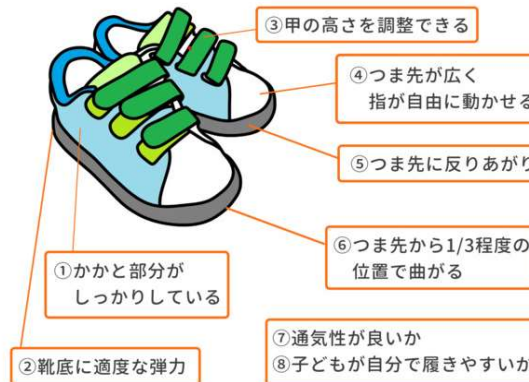 ③甲の高さを調整できる
④つま先が広く
指が自由に動かせる
⑤つま先に反りあがり
⑥つま先から1/3程度の
位置で曲がる
①かかと部分が
しっかりしている
②靴底に適度な弾力
⑦通気性が良いか
⑧子どもが自分で履きやすいか